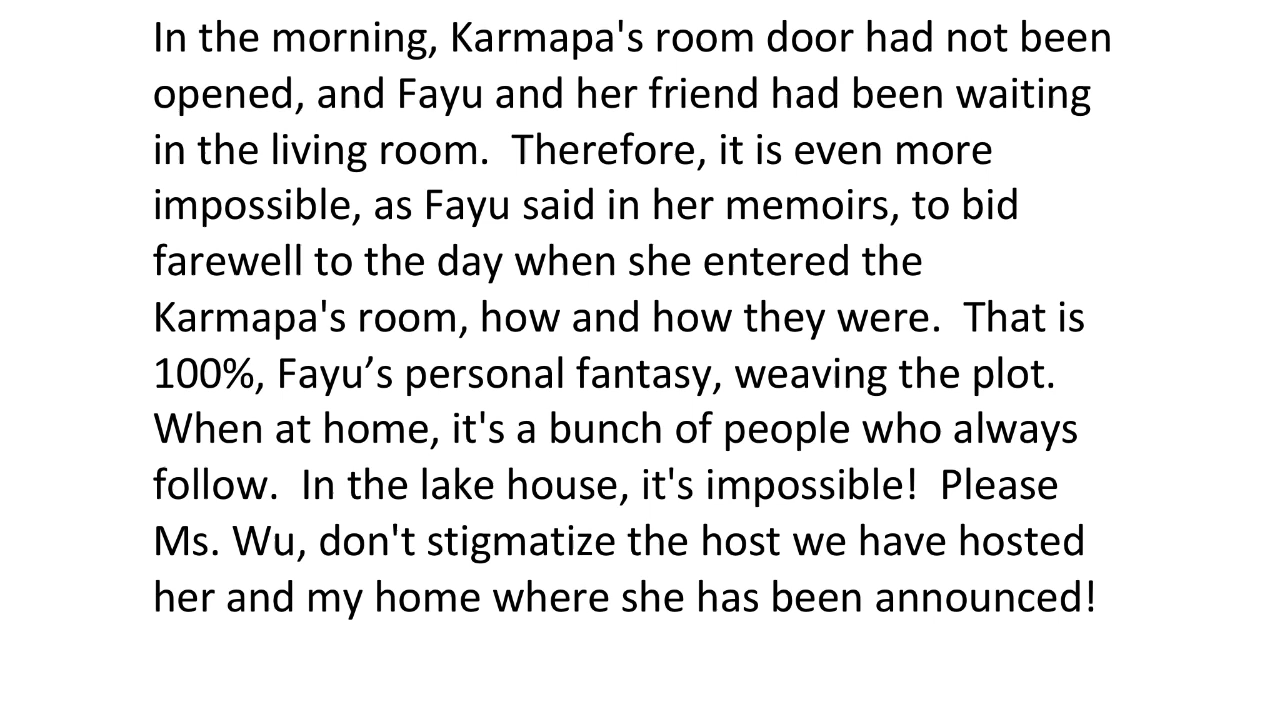 In the morning, Karmapa's room door had not been
opened, and Fayu and her friend had been waiting
in the living room.  Therefore, it is even more
impossible, as Fayu said in her memoirs, to bid
farewell to the day when she entered the
Karmapa's room, how and how they were.  That is
100%, Fayu’s personal fantasy, weaving the plot.
When at home, it's a bunch of people who always
follow.  In the lake house, it's impossible!  Please
Ms. Wu, don't stigmatize the host we have hosted
her and my home where she has been announced!